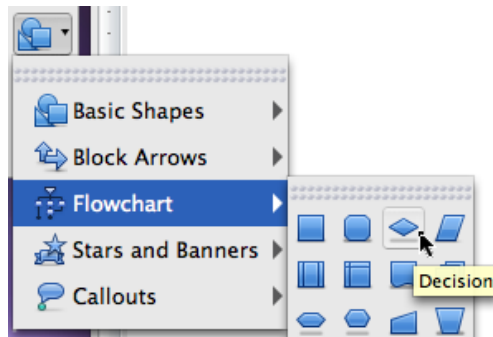 Basic Shapes
Block Arrows
Flowchart
Stars and Banners
Callouts
Decision